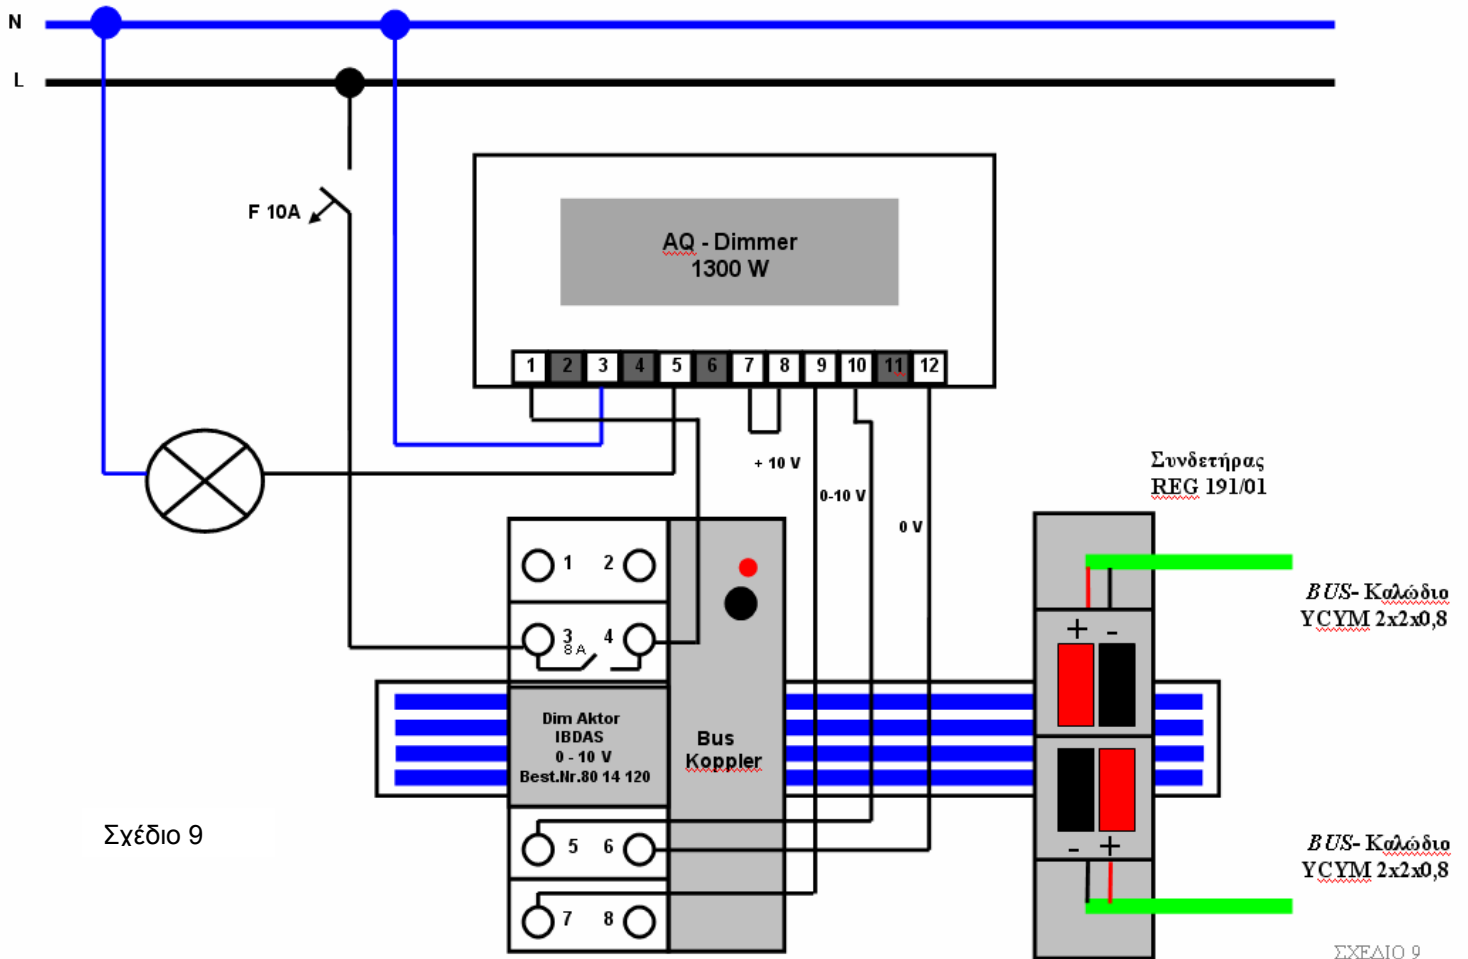 N
L
F 10A
AQ - Dimmer
1300 W
1 2 3 4 5 6 7 8 9 10 11 12
+ 10 V
0-10 V
0 V
Συνδετήρας
REG 191/01
1 2
3 4
8 A
BUS- Καλώδιο
YCYM 2x2x0,8
+ -
Dim Aktor
IBDAS
0 - 10 V
Best.Nr.80 14 120
Bus
Koppler
Σχέδιο 9
5 6
- +
BUS- Καλώδιο
YCYM 2x2x0,8
7 8
ΣΧΕΔΙΟ 9